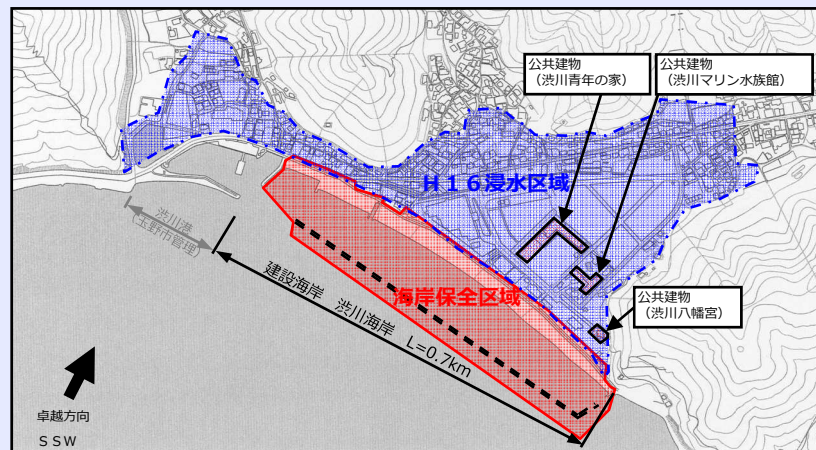 公共建物
（渋川青年の家）
公共建物
（渋川マリン水族館）
Ｈ１６浸水区域
渋川港
（玉野市管理）
建設海岸　渋川海岸　L=0.7km
海岸保全区域
公共建物
（渋川八幡宮）
卓越方向
ＳＳＷ